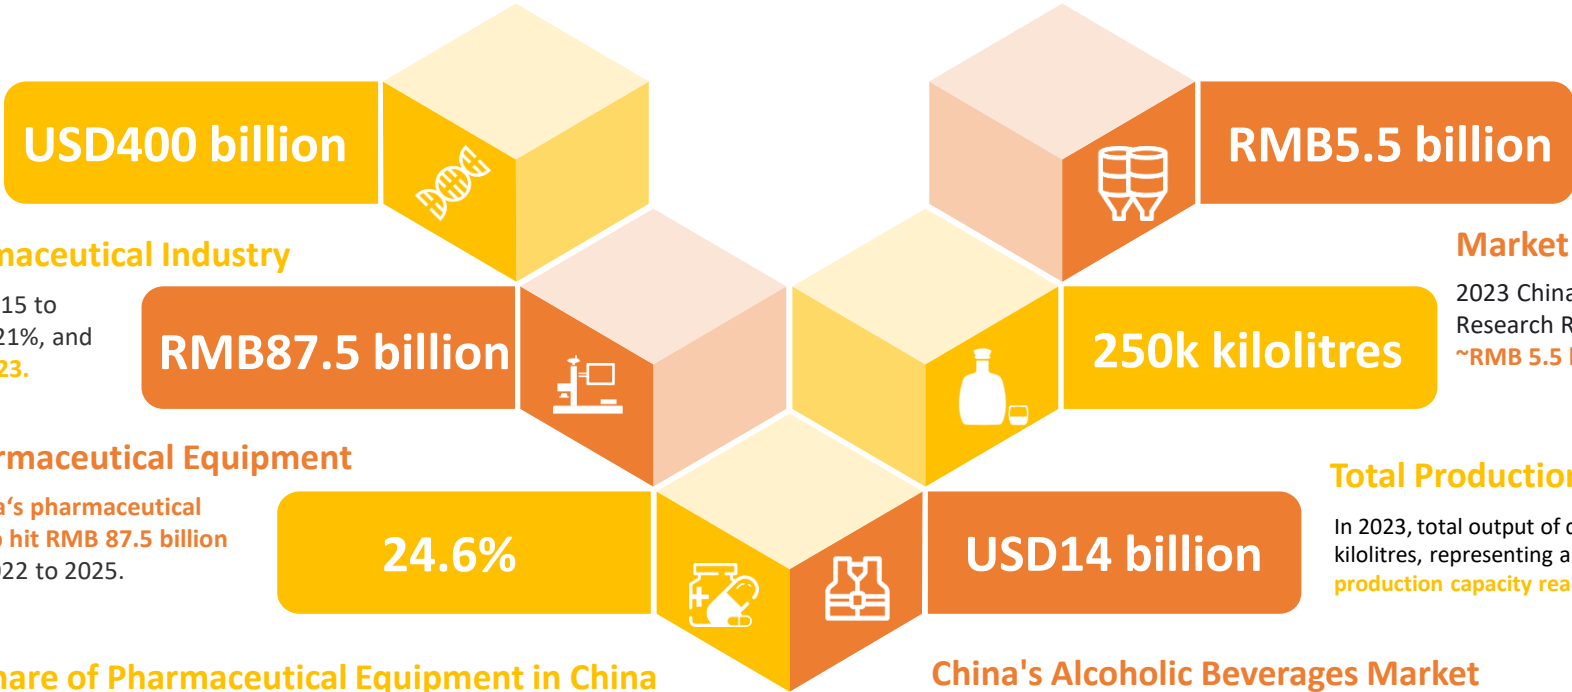 USD400 billion
maceutical Industry
15 to
21%, and
23.
RMB87.5 billion
rmaceutical Equipment
a‘s pharmaceutical
hit RMB 87.5 billion
022 to 2025.
24.6%
hare of Pharmaceutical Equipment in China
RMB5.5 billion
Market
2023 China
Research R
~RMB 5.5
250k kilolitres
Total Production
In 2023, total output of
kilolitres, representing a
production capacity rea
USD14 billion
China's Alcoholic Beverages Market